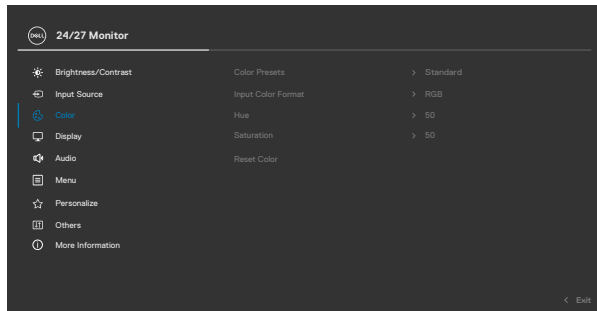 DELL 24/27 Monitor
Brightness/Contrast Color Presets > Standard
Input Source Input Color Format > RGB
Color Hue > 50
Display Saturation > 50
Audio Reset Color
Menu
Personalize
Others
More Information
< Exit